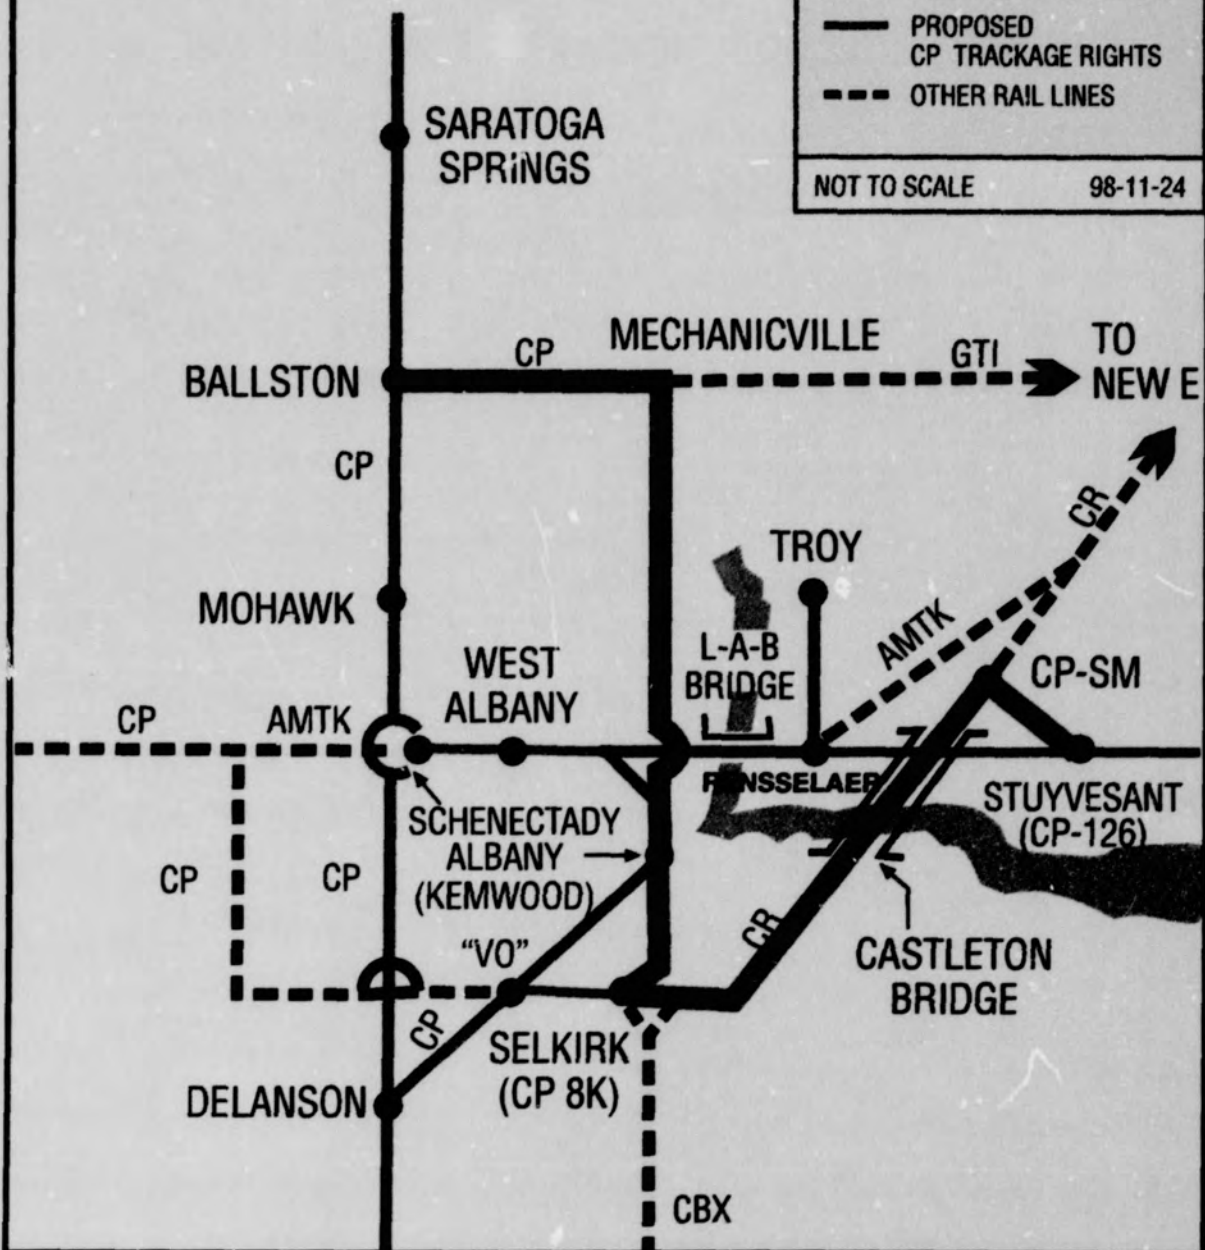 PROPOSED
CP TRACKAGE RIGHTS
OTHER RAIL LINES
NOT TO SCALE 98-11-24
SARATOGA
SPRINGS
MECHANICVILLE
CP
GTI
TO
NEW E
BALLSTON
CP
CR
TROY
MOHAWK
AMTK
L-A-B
BRIDGE
WEST
ALBANY
CP-SM
CP
AMTK
RENSSELAER
STUYVESANT
(CP-126)
SCHENECTADY
ALBANY
(KEMWOOD)
CP
CP
CR
"VO"
CASTLETON
BRIDGE
CP
SELKIRK
(CP 8K)
DELANSON
CBX